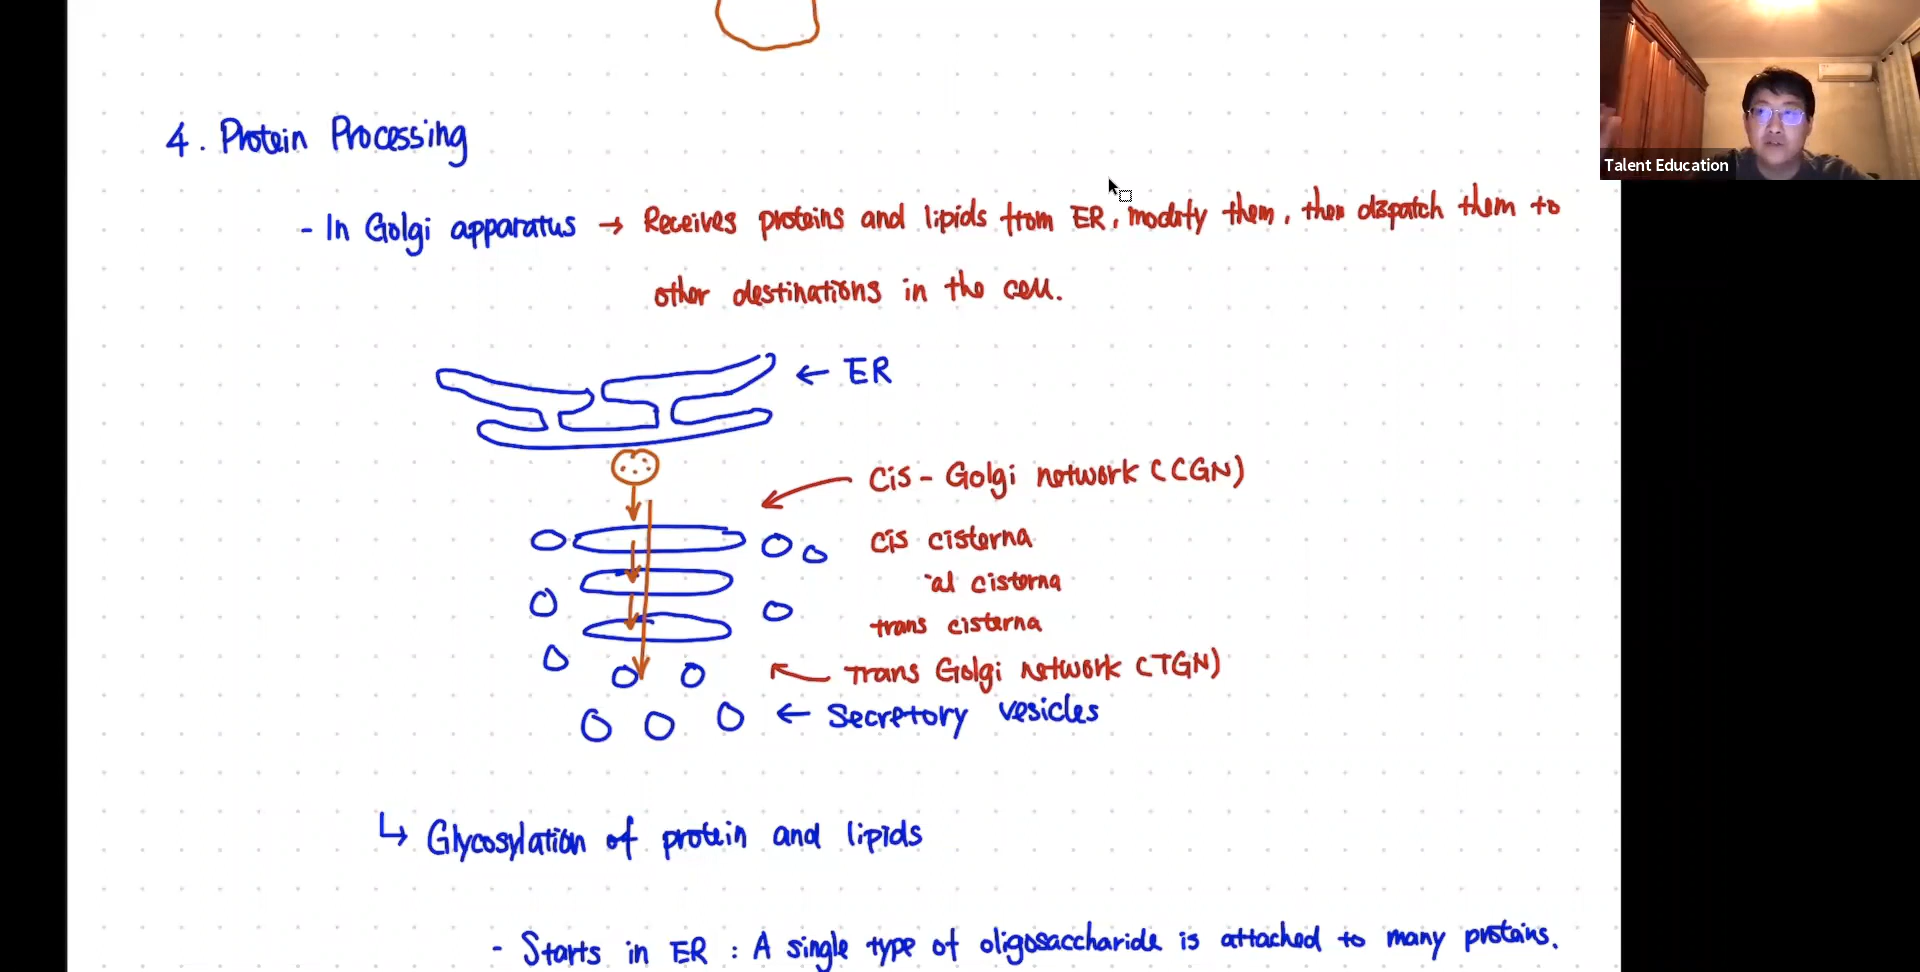 4. Protein Processing
Talent Education
- In Golgi apparatus → Receives proteins and lipids from ER, modify them, then dispatch them to
other destinations in the cell.
← ER
Cis - Golgi network (CGN)
cis cisterna
al cisterna
trans cisterna
Trans Golgi network (TGN)
← Secretory vesicles
↳ Glycosylation of protein and lipids
- Starts in ER : A single type of oligosaccharide is attached to many proteins.